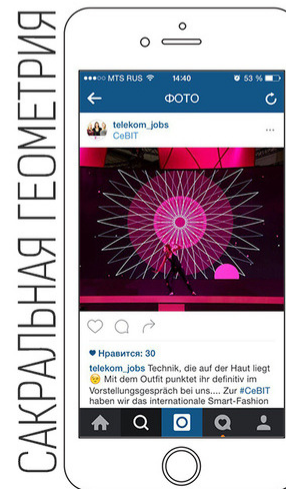 САКРАЛЬНАЯ ГЕОМЕТРИЯ
MTS RUS 14:40 53 %
ФОТО
telekom_jobs
CeBIT
Нравится: 30
telekom_jobs Technik, die auf der Haut liegt
Mit dem Outfit punktet ihr definitiv im
Vorstellungsgespräch bei uns.... Zur #CeBIT
haben wir das internationale Smart-Fashion